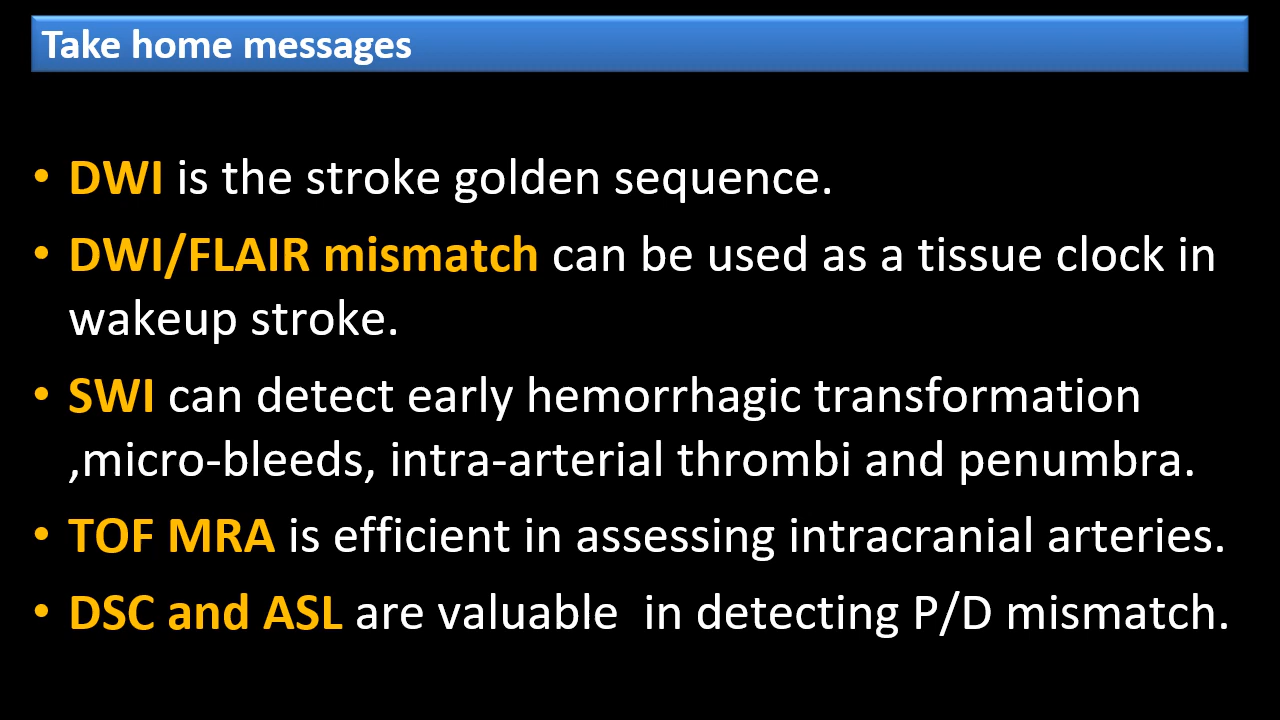 Take home messages
• DWI is the stroke golden sequence.
• DWI/FLAIR mismatch can be used as a tissue clock in
wakeup stroke.
• SWI can detect early hemorrhagic transformation
,micro-bleeds, intra-arterial thrombi and penumbra.
• TOF MRA is efficient in assessing intracranial arteries.
• DSC and ASL are valuable  in detecting P/D mismatch.